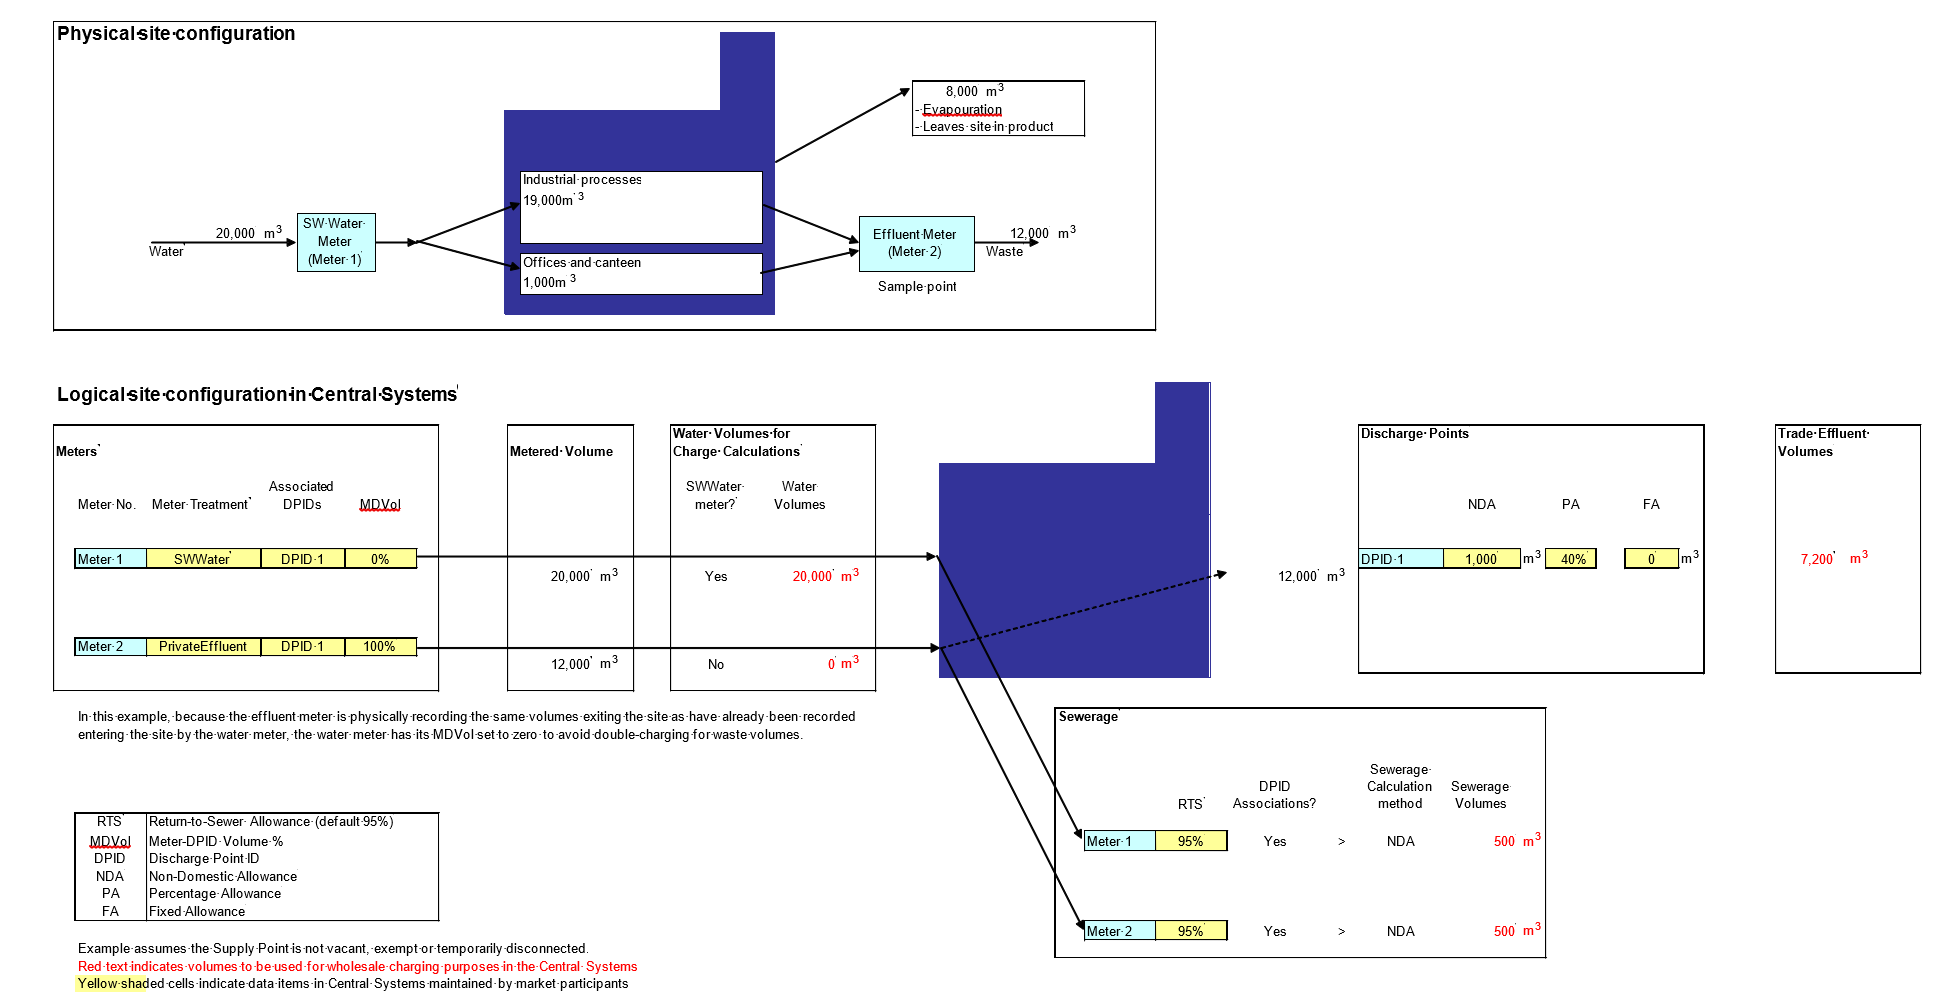 Physical site configuration
8,000 m3
- Evapouration
- Leaves site in product
Industrial processes
19,000m 3
20,000 m3
Water
SW Water
Meter
(Meter 1)
Effluent Meter
(Meter 2)
12,000 m3
Waste
Offices and canteen
1,000m 3
Sample point
Logical site configuration in Central Systems
Meters
Meter No. Meter Treatment Associated DPIDs MDVol
Meter 1 SWWater DPID 1 0%
Meter 2 PrivateEffluent DPID 1 100%
Metered Volume
20,000 m3
12,000 m3
Water Volumes for
Charge Calculations
SWWater meter? Water Volumes
Yes 20,000 m3
No 0 m3
12,000 m3
Discharge Points
NDA PA FA
DPID 1 1,000 m3 40% 0 m3
Trade Effluent
Volumes
7,200 m3
In this example, because the effluent meter is physically recording the same volumes exiting the site as have already been recorded
entering the site by the water meter, the water meter has its MDVol set to zero to avoid double-charging for waste volumes.
Sewerage
RTS DPID Associations? Sewerage Calculation method Sewerage Volumes
Meter 1 95% Yes > NDA 500 m3
Meter 2 95% Yes > NDA 500 m3
RTS Return-to-Sewer Allowance (default 95%)
MDVol Meter-DPID Volume %
DPID Discharge Point ID
NDA Non-Domestic Allowance
PA Percentage Allowance
FA Fixed Allowance
Example assumes the Supply Point is not vacant, exempt or temporarily disconnected.
Red text indicates volumes to be used for wholesale charging purposes in the Central Systems
Yellow shaded cells indicate data items in Central Systems maintained by market participants